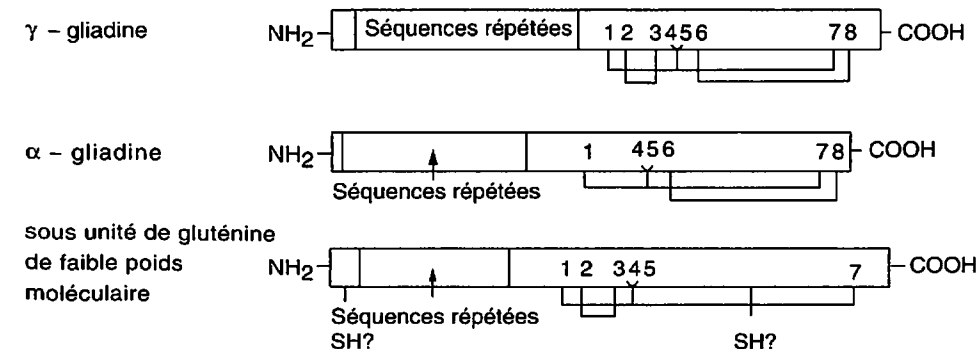 γ – gliadine NH2 Séquences répétées 1 2 3 4 5 6 7 8 COOH
α – gliadine NH2 1 4 5 6 7 8 COOH
Séquences répétées
sous unité de gluténine
de faible poids NH2 1 2 3 4 5 7 COOH
moléculaire
Séquences répétées
SH? SH?